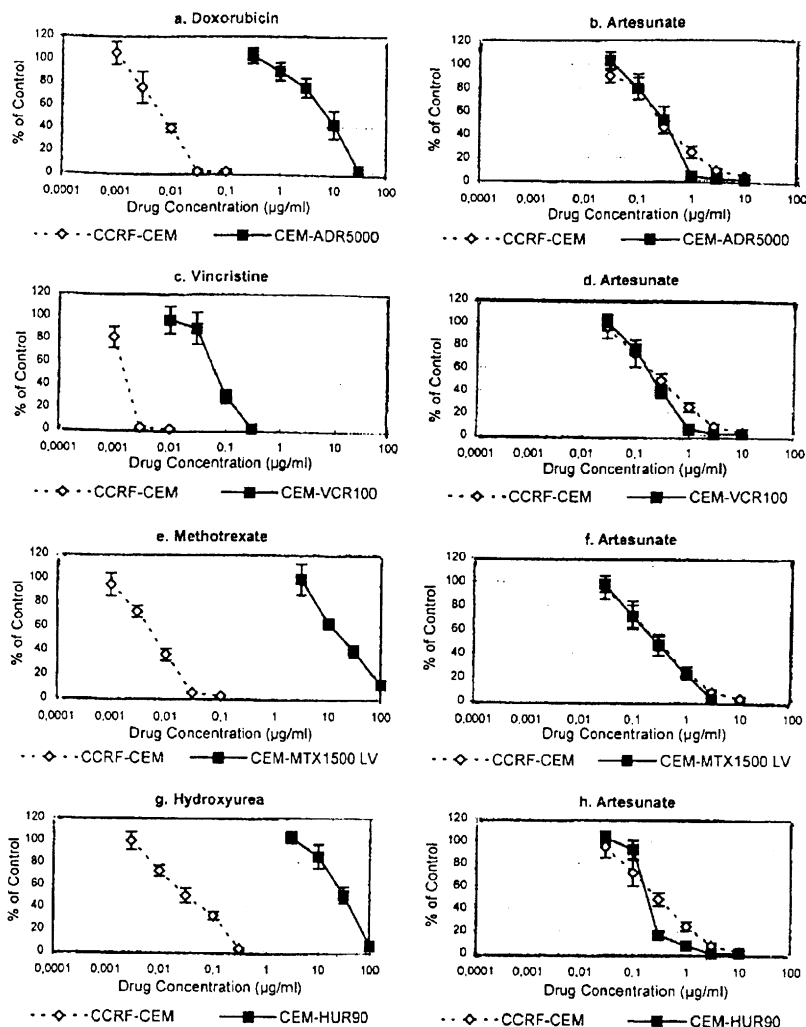 a. Doxorubicin
% of Control
120
100
80
60
40
20
0
0,0001 0,001 0,01 0,1 1 10 100
Drug Concentration (µg/ml)
CCRF-CEM CEM-ADR5000
b. Artesunate
% of Control
120
100
80
60
40
20
0
0,0001 0,001 0,01 0,1 1 10 100
Drug Concentration (µg/ml)
CCRF-CEM CEM-ADR5000
c. Vincristine
% of Control
120
100
80
60
40
20
0
0,0001 0,001 0,01 0,1 1 10 100
Drug Concentration (µg/ml)
CCRF-CEM CEM-VCR100
d. Artesunate
% of Control
120
100
80
60
40
20
0
0,0001 0,001 0,01 0,1 1 10 100
Drug Concentration (µg/ml)
CCRF-CEM CEM-VCR100
e. Methotrexate
% of Control
120
100
80
60
40
20
0
0,0001 0,001 0,01 0,1 1 10 100
Drug Concentration (µg/ml)
CCRF-CEM CEM-MTX1500 LV
f. Artesunate
% of Control
120
100
80
60
40
20
0
0,0001 0,001 0,01 0,1 1 10 100
Drug Concentration (µg/ml)
CCRF-CEM CEM-MTX1500 LV
g. Hydroxyurea
% of Control
120
100
80
60
40
20
0
0,0001 0,001 0,01 0,1 1 10 100
Drug Concentration (µg/ml)
CCRF-CEM CEM-HUR90
h. Artesunate
% of Control
120
100
80
60
40
20
0
0,0001 0,001 0,01 0,1 1 10 100
Drug Concentration (µg/ml)
CCRF-CEM CEM-HUR90